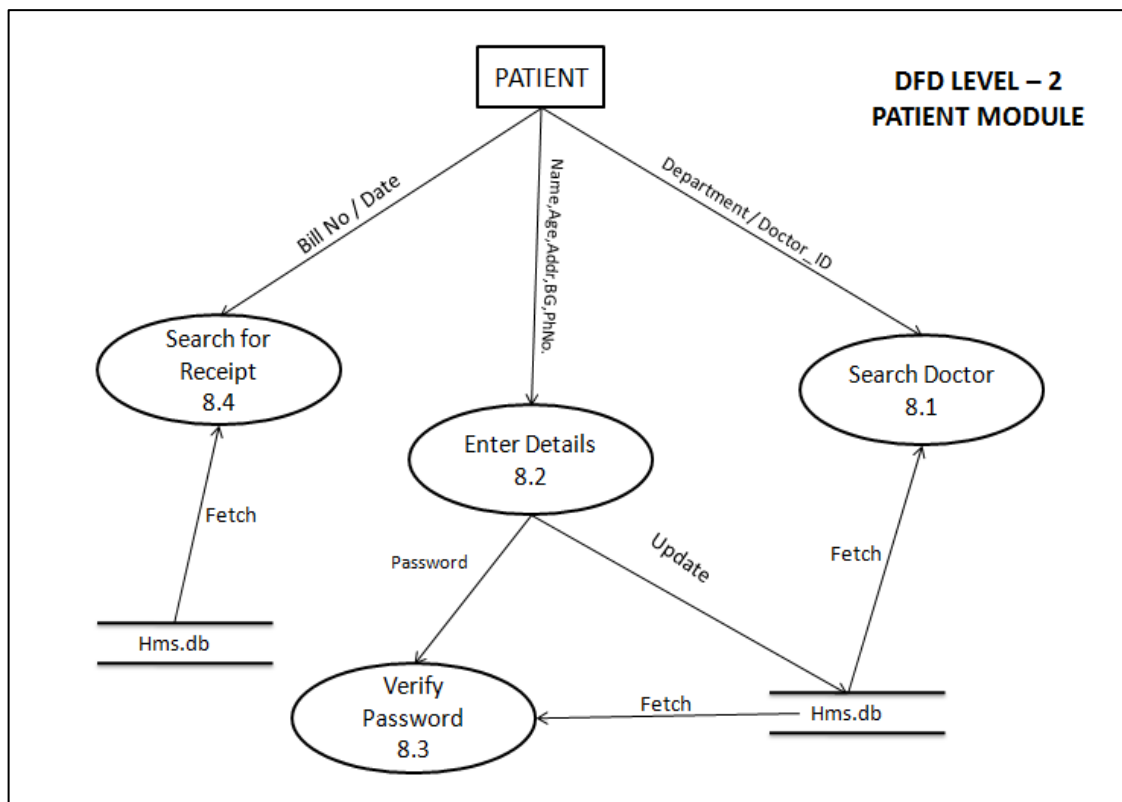 PATIENT
DFD LEVEL – 2
PATIENT MODULE
Bill No / Date
Name,Age,Addr,BG,PhNo.
Department / Doctor_ID
Search for
Receipt
8.4
Search Doctor
8.1
Enter Details
8.2
Fetch
Password
Update
Fetch
Hms.db
Verify
Password
8.3
Fetch
Hms.db